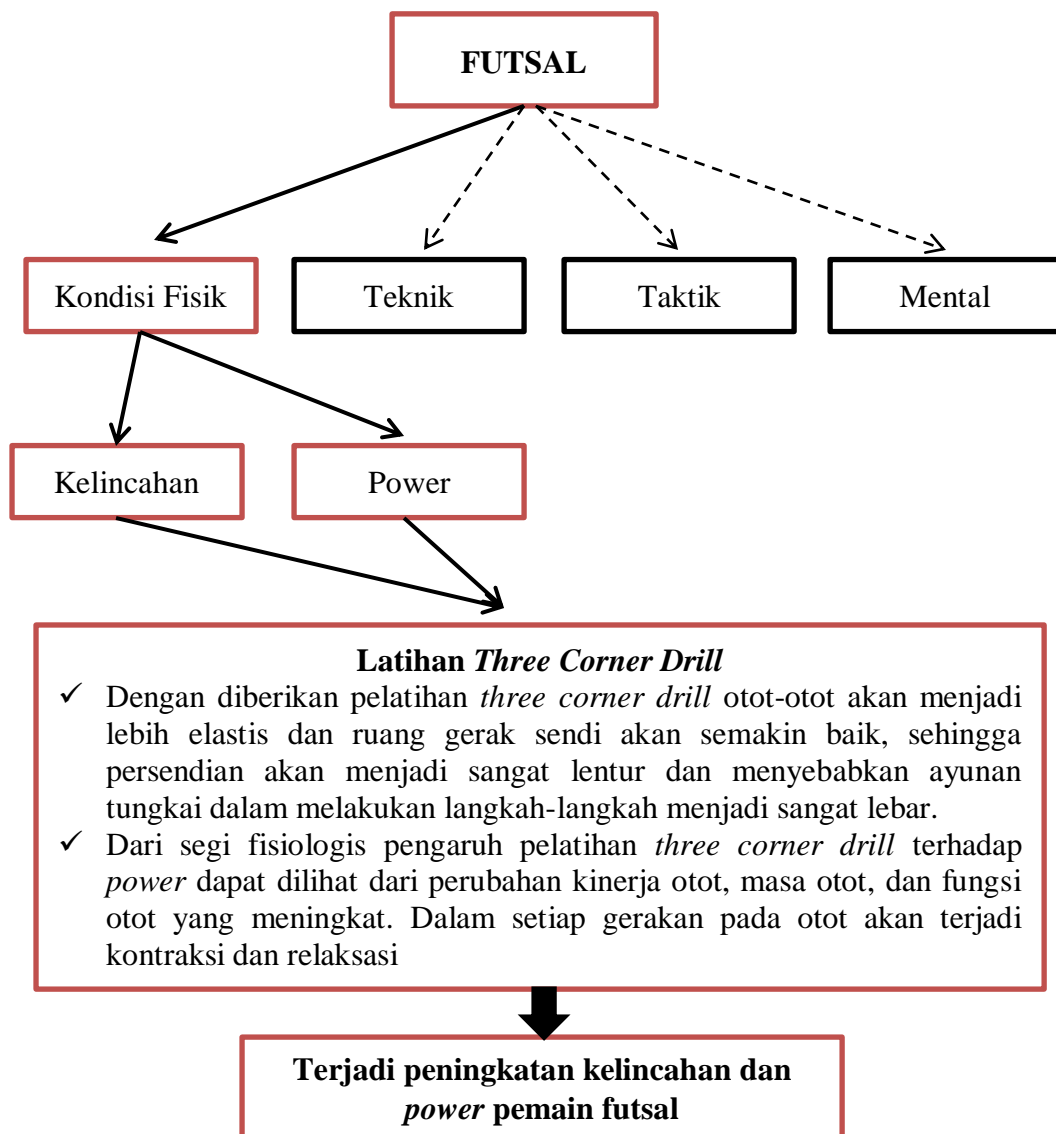 FUTSAL
Kondisi Fisik
Teknik
Taktik
Mental
Kelincahan
Power
Latihan Three Corner Drill
✓ Dengan diberikan pelatihan three corner drill otot-otot akan menjadi
lebih elastis dan ruang gerak sendi akan semakin baik, sehingga
persendian akan menjadi sangat lentur dan menyebabkan ayunan
tungkai dalam melakukan langkah-langkah menjadi sangat lebar.
✓ Dari segi fisiologis pengaruh pelatihan three corner drill terhadap
power dapat dilihat dari perubahan kinerja otot, masa otot, dan fungsi
otot yang meningkat. Dalam setiap gerakan pada otot akan terjadi
kontraksi dan relaksasi
Terjadi peningkatan kelincahan dan
power pemain futsal